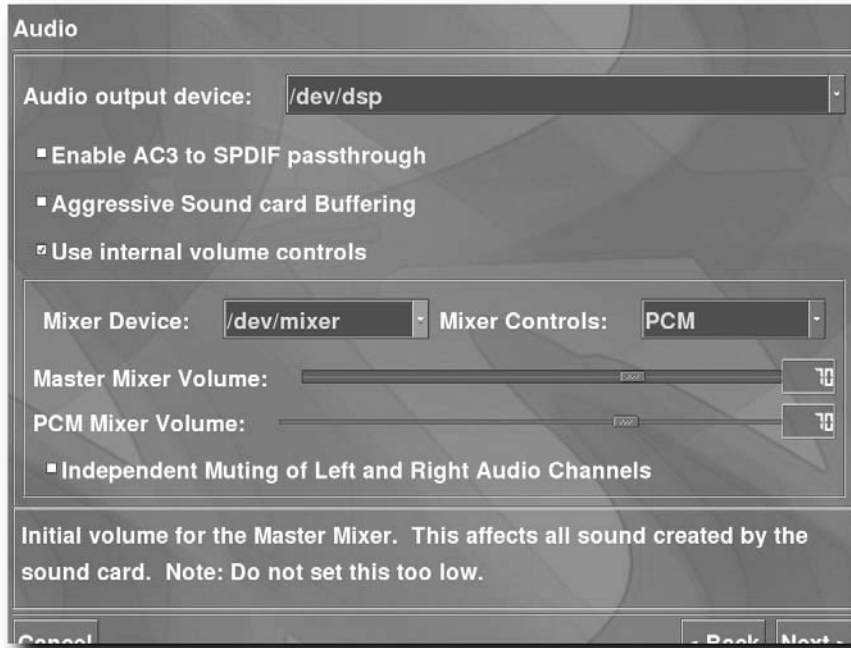 Audio
Audio output device: /dev/dsp
Enable AC3 to SPDIF passthrough
Aggressive Sound card Buffering
Use internal volume controls
Mixer Device: /dev/mixer Mixer Controls: PCM
Master Mixer Volume: 70
PCM Mixer Volume: 70
Independent Muting of Left and Right Audio Channels
Initial volume for the Master Mixer. This affects all sound created by the
sound card. Note: Do not set this too low.
Cancel < Back Next >